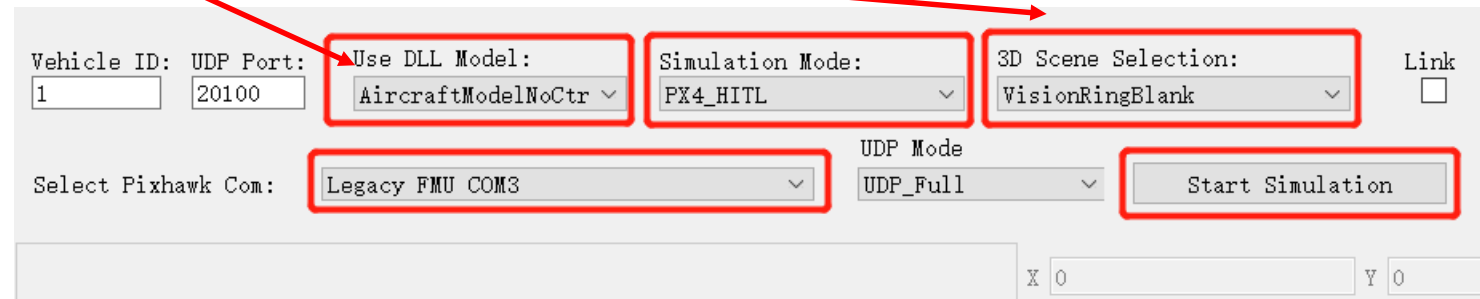 Vehicle ID: UDP Port: Use DLL Model: Simulation Mode: 3D Scene Selection: Link
1 20100 AircraftModelNoCtr PX4_HITL VisionRingBlank
UDP Mode
Select Pixhawk Com: Legacy FMU COM3 UDP_Full Start Simulation
X 0 Y 0